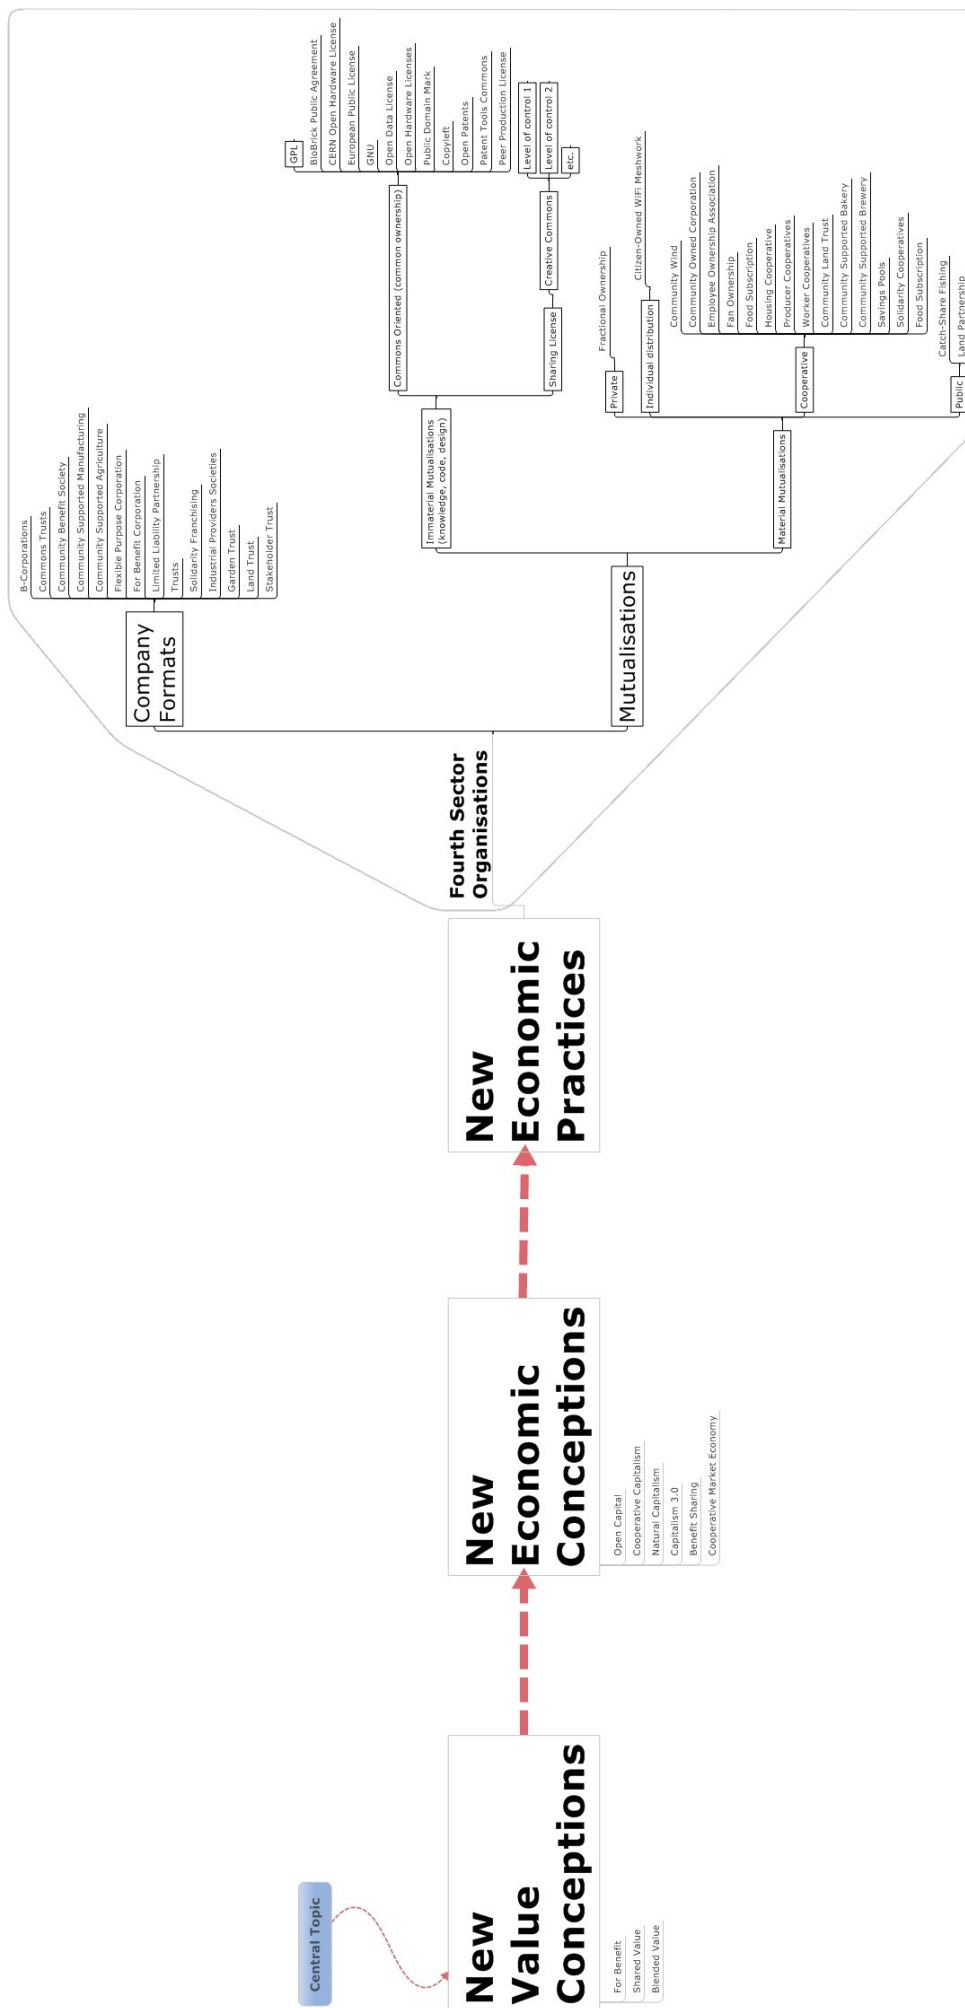 Central Topic
New
Value
Conceptions
For Benefit
Shared Value
Blended Value
New
Economic
Conceptions
Open Capital
Cooperative Capitalism
Natural Capitalism
Capitalism 3.0
Benefit Sharing
Cooperative Market Economy
New
Economic
Practices
Fourth Sector
Organisations
Company
Formats
B-Corporations
Commons Trusts
Community Benefit Society
Community Supported Manufacturing
Community Supported Agriculture
Flexible Purpose Corporation
For Benefit Corporation
Limited Liability Partnership
Trusts
Solidarity Franchising
Industrial Providers Societies
Garden Trust
Land Trust
Stakeholder Trust
Mutualisations
Immaterial Mutualisations
(knowledge, code, design)
Commons Oriented (common ownership)
GPL
BioBrick Public Agreement
CERN Open Hardware License
European Public License
GNU
Open Data License
Open Hardware Licenses
Public Domain Mark
Copyleft
Open Patents
Patent Tools Commons
Peer Production License
Sharing License
Creative Commons
Level of control 1
Level of control 2
etc.
Material Mutualisations
Private
Fractional Ownership
Individual distribution
Citizen-Owned WiFi Meshwork
Cooperative
Community Wind
Community Owned Corporation
Employee Ownership Association
Fan Ownership
Food Subscription
Housing Cooperative
Producer Cooperatives
Worker Cooperatives
Community Land Trust
Community Supported Bakery
Community Supported Brewery
Savings Pools
Solidarity Cooperatives
Food Subscription
Public
Catch-Share Fishing
Land Partnership